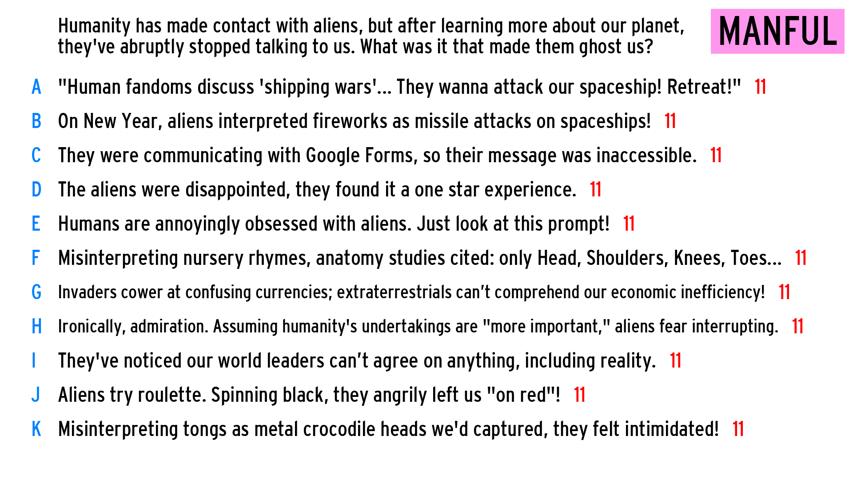 Humanity has made contact with aliens, but after learning more about our planet,
they've abruptly stopped talking to us. What was it that made them ghost us?
MANFUL
A "Human fandoms discuss 'shipping wars'... They wanna attack our spaceship! Retreat!" 11
B On New Year, aliens interpreted fireworks as missile attacks on spaceships! 11
C They were communicating with Google Forms, so their message was inaccessible. 11
D The aliens were disappointed, they found it a one star experience. 11
E Humans are annoyingly obsessed with aliens. Just look at this prompt! 11
F Misinterpreting nursery rhymes, anatomy studies cited: only Head, Shoulders, Knees, Toes... 11
G Invaders cower at confusing currencies; extraterrestrials can't comprehend our economic inefficiency! 11
H Ironically, admiration. Assuming humanity's undertakings are "more important," aliens fear interrupting. 11
I They've noticed our world leaders can't agree on anything, including reality. 11
J Aliens try roulette. Spinning black, they angrily left us "on red"! 11
K Misinterpreting tongs as metal crocodile heads we'd captured, they felt intimidated! 11